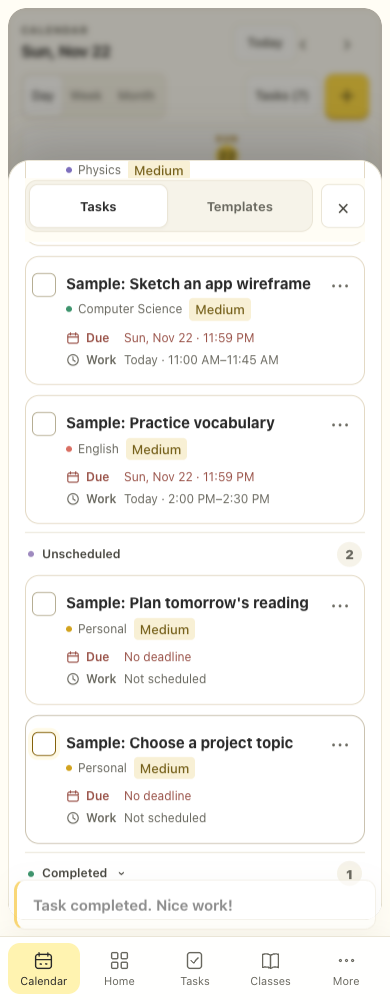 CALENDAR
Sun, Nov 22
Today
Day Week Month
Tasks (7)
Physics Medium
Tasks Templates
Sample: Sketch an app wireframe
Computer Science Medium
Due Sun, Nov 22 · 11:59 PM
Work Today · 11:00 AM–11:45 AM
Sample: Practice vocabulary
English Medium
Due Sun, Nov 22 · 11:59 PM
Work Today · 2:00 PM–2:30 PM
Unscheduled 2
Sample: Plan tomorrow's reading
Personal Medium
Due No deadline
Work Not scheduled
Sample: Choose a project topic
Personal Medium
Due No deadline
Work Not scheduled
Completed 1
Task completed. Nice work!
Calendar Home Tasks Classes More